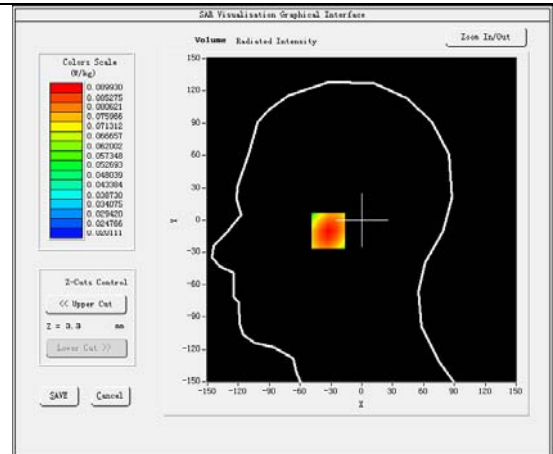 SAR Visualisation Graphical Interface
Volume Radiated Intensity
Zoom In/Out
Colors Scale
(W/kg)
0.089930
0.085275
0.080621
0.075966
0.071312
0.066657
0.062002
0.057348
0.052693
0.048039
0.043384
0.038730
0.034075
0.029420
0.024766
0.020111
150
120
90
60
30
0
-30
-60
-90
-120
-150
Y
-150 -120 -90 -60 -30 0 30 60 90 120 150
X
Z-Cuts Control
<< Upper Cut
Z = 3.3 mm
Lower Cut >>
SAVE Cancel